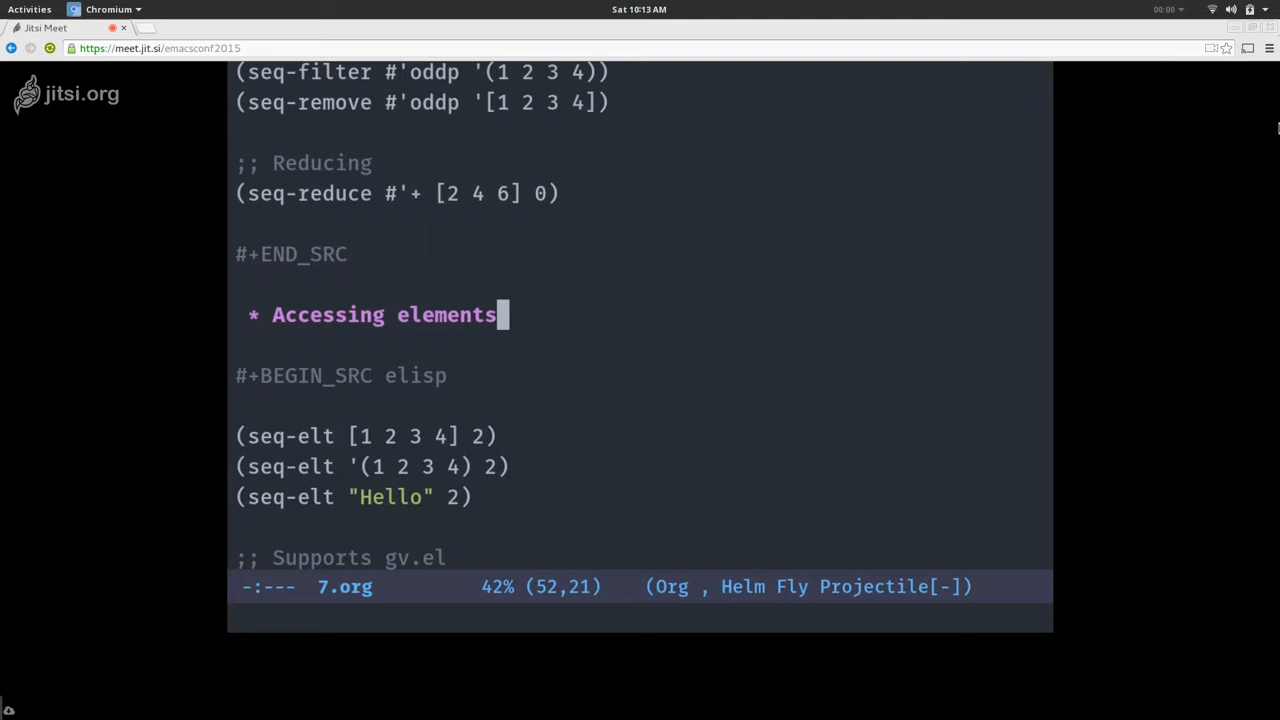 Activities Chromium Sat 10:13AM 00:00
Jitsi Meet
https://meet.jit.si/emacsconf2015
jitsi.org
(seq-filter #'oddp '(1 2 3 4))
(seq-remove #'oddp '[1 2 3 4])
;; Reducing
(seq-reduce #'+ [2 4 6] 0)
#+END_SRC
* Accessing elements
#+BEGIN_SRC elisp
(seq-elt [1 2 3 4] 2)
(seq-elt '(1 2 3 4) 2)
(seq-elt "Hello" 2)
;; Supports gv.el
-:--- 7.org 42% (52,21) (Org , Helm Fly Projectile[-])